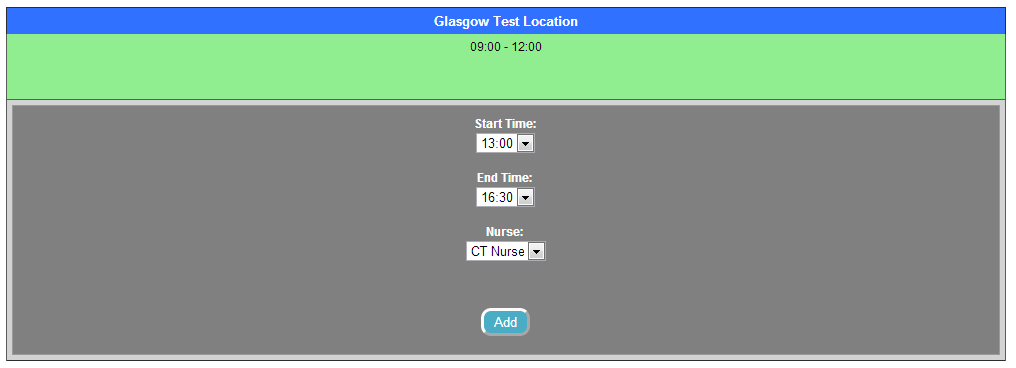 Glasgow Test Location
09:00 - 12:00
Start Time:
13:00
End Time:
16:30
Nurse:
CT Nurse
Add